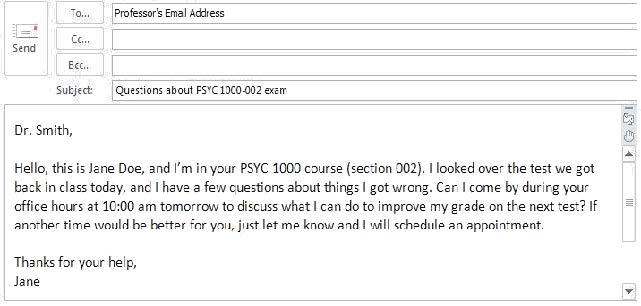 To...
Professor's Email Address
Send
Cc...
Bcc...
Subject:
Questions about PSYC 1000-002 exam
Dr. Smith,
Hello, this is Jane Doe, and I'm in your PSYC 1000 course (section 002). I looked over the test we got
back in class today, and I have a few questions about things I got wrong. Can I come by during your
office hours at 10:00 am tomorrow to discuss what I can do to improve my grade on the next test? If
another time would be better for you, just let me know and I will schedule an appointment.
Thanks for your help,
Jane